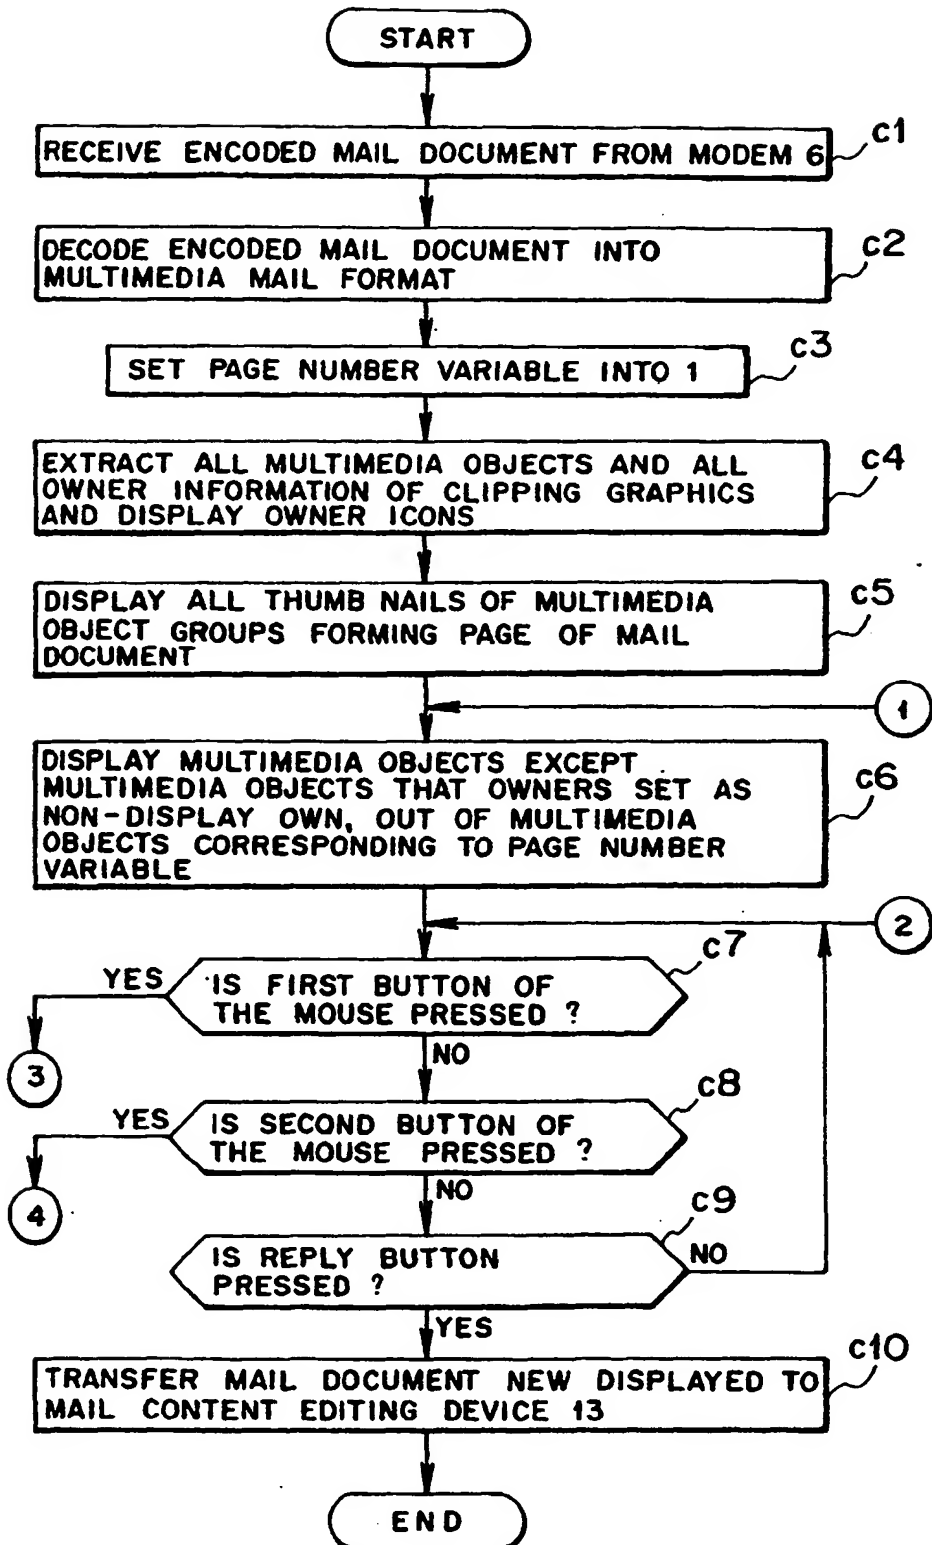 START
RECEIVE ENCODED MAIL DOCUMENT FROM MODEM 6
c1
DECODE ENCODED MAIL DOCUMENT INTO
MULTIMEDIA MAIL FORMAT
c2
SET PAGE NUMBER VARIABLE INTO 1
c3
EXTRACT ALL MULTIMEDIA OBJECTS AND ALL
OWNER INFORMATION OF CLIPPING GRAPHICS
AND DISPLAY OWNER ICONS
c4
DISPLAY ALL THUMB NAILS OF MULTIMEDIA
OBJECT GROUPS FORMING PAGE OF MAIL
DOCUMENT
c5
1
DISPLAY MULTIMEDIA OBJECTS EXCEPT
MULTIMEDIA OBJECTS THAT OWNERS SET AS
NON-DISPLAY OWN, OUT OF MULTIMEDIA
OBJECTS CORRESPONDING TO PAGE NUMBER
VARIABLE
c6
2
c7
YES
IS FIRST BUTTON OF
THE MOUSE PRESSED ?
3
NO
c8
YES
IS SECOND BUTTON OF
THE MOUSE PRESSED ?
4
NO
c9
IS REPLY BUTTON
PRESSED ?
NO
YES
c10
TRANSFER MAIL DOCUMENT NEW DISPLAYED TO
MAIL CONTENT EDITING DEVICE 13
END